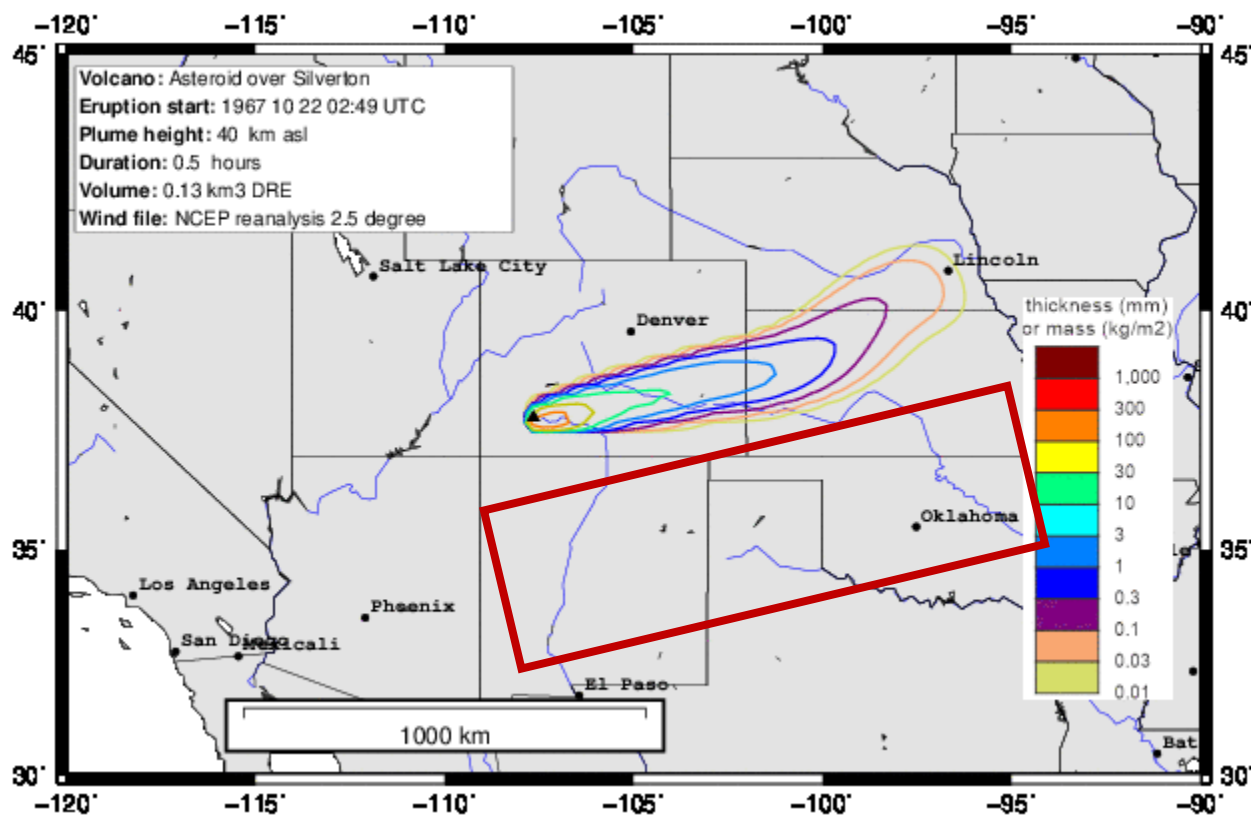 −120° −115° −110° −105° −100° −95° −90°
45° 45°
Volcano: Asteroid over Silverton
Eruption start: 1967 10 22 02:49 UTC
Plume height: 40 km asl
Duration: 0.5 hours
Volume: 0.13 km3 DRE
Wind file: NCEP reanalysis 2.5 degree
Salt Lake City
Lincoln
40° 40°
thickness (mm)
or mass (kg/m2)
Denver
1,000
300
100
30
10
3
1
0.3
0.1
0.03
0.01
Oklahoma
35° 35°
Los Angeles
Phoenix
San Diego
Mexicali
El Paso
1000 km
Bat
30° 30°
−120° −115° −110° −105° −100° −95° −90°